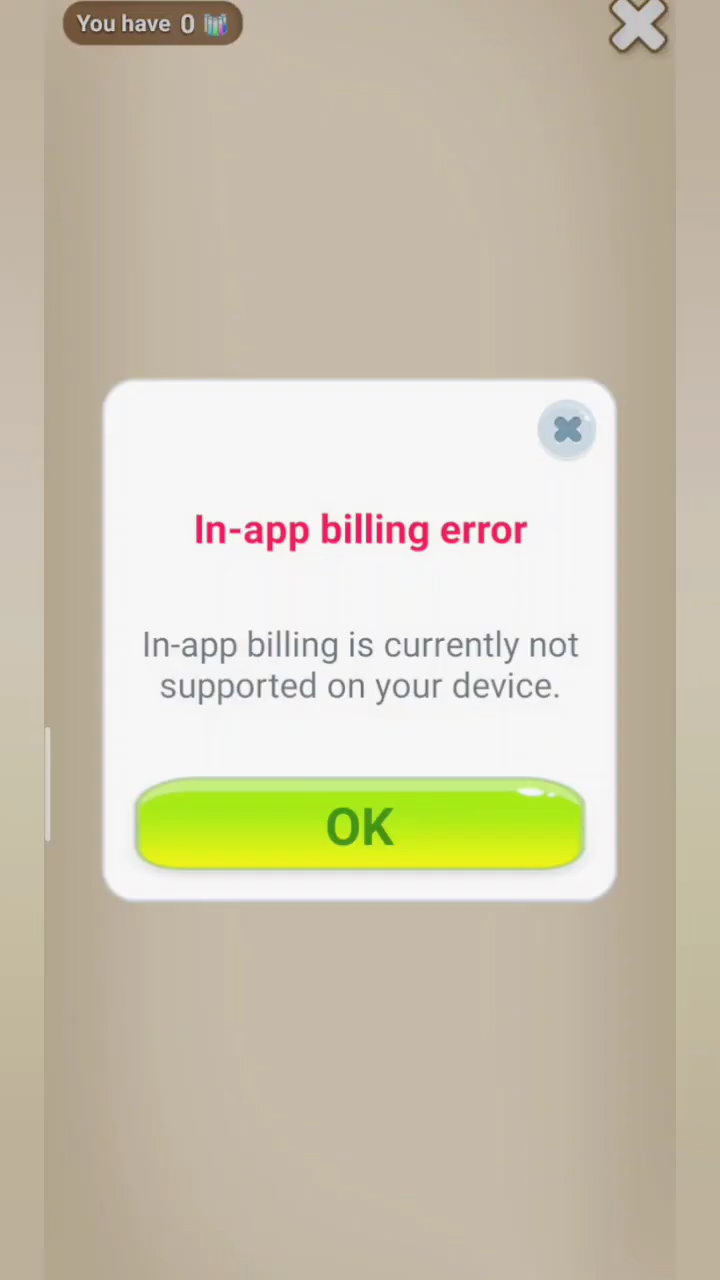 You have 0
In-app billing error
In-app billing is currently not
supported on your device.
OK